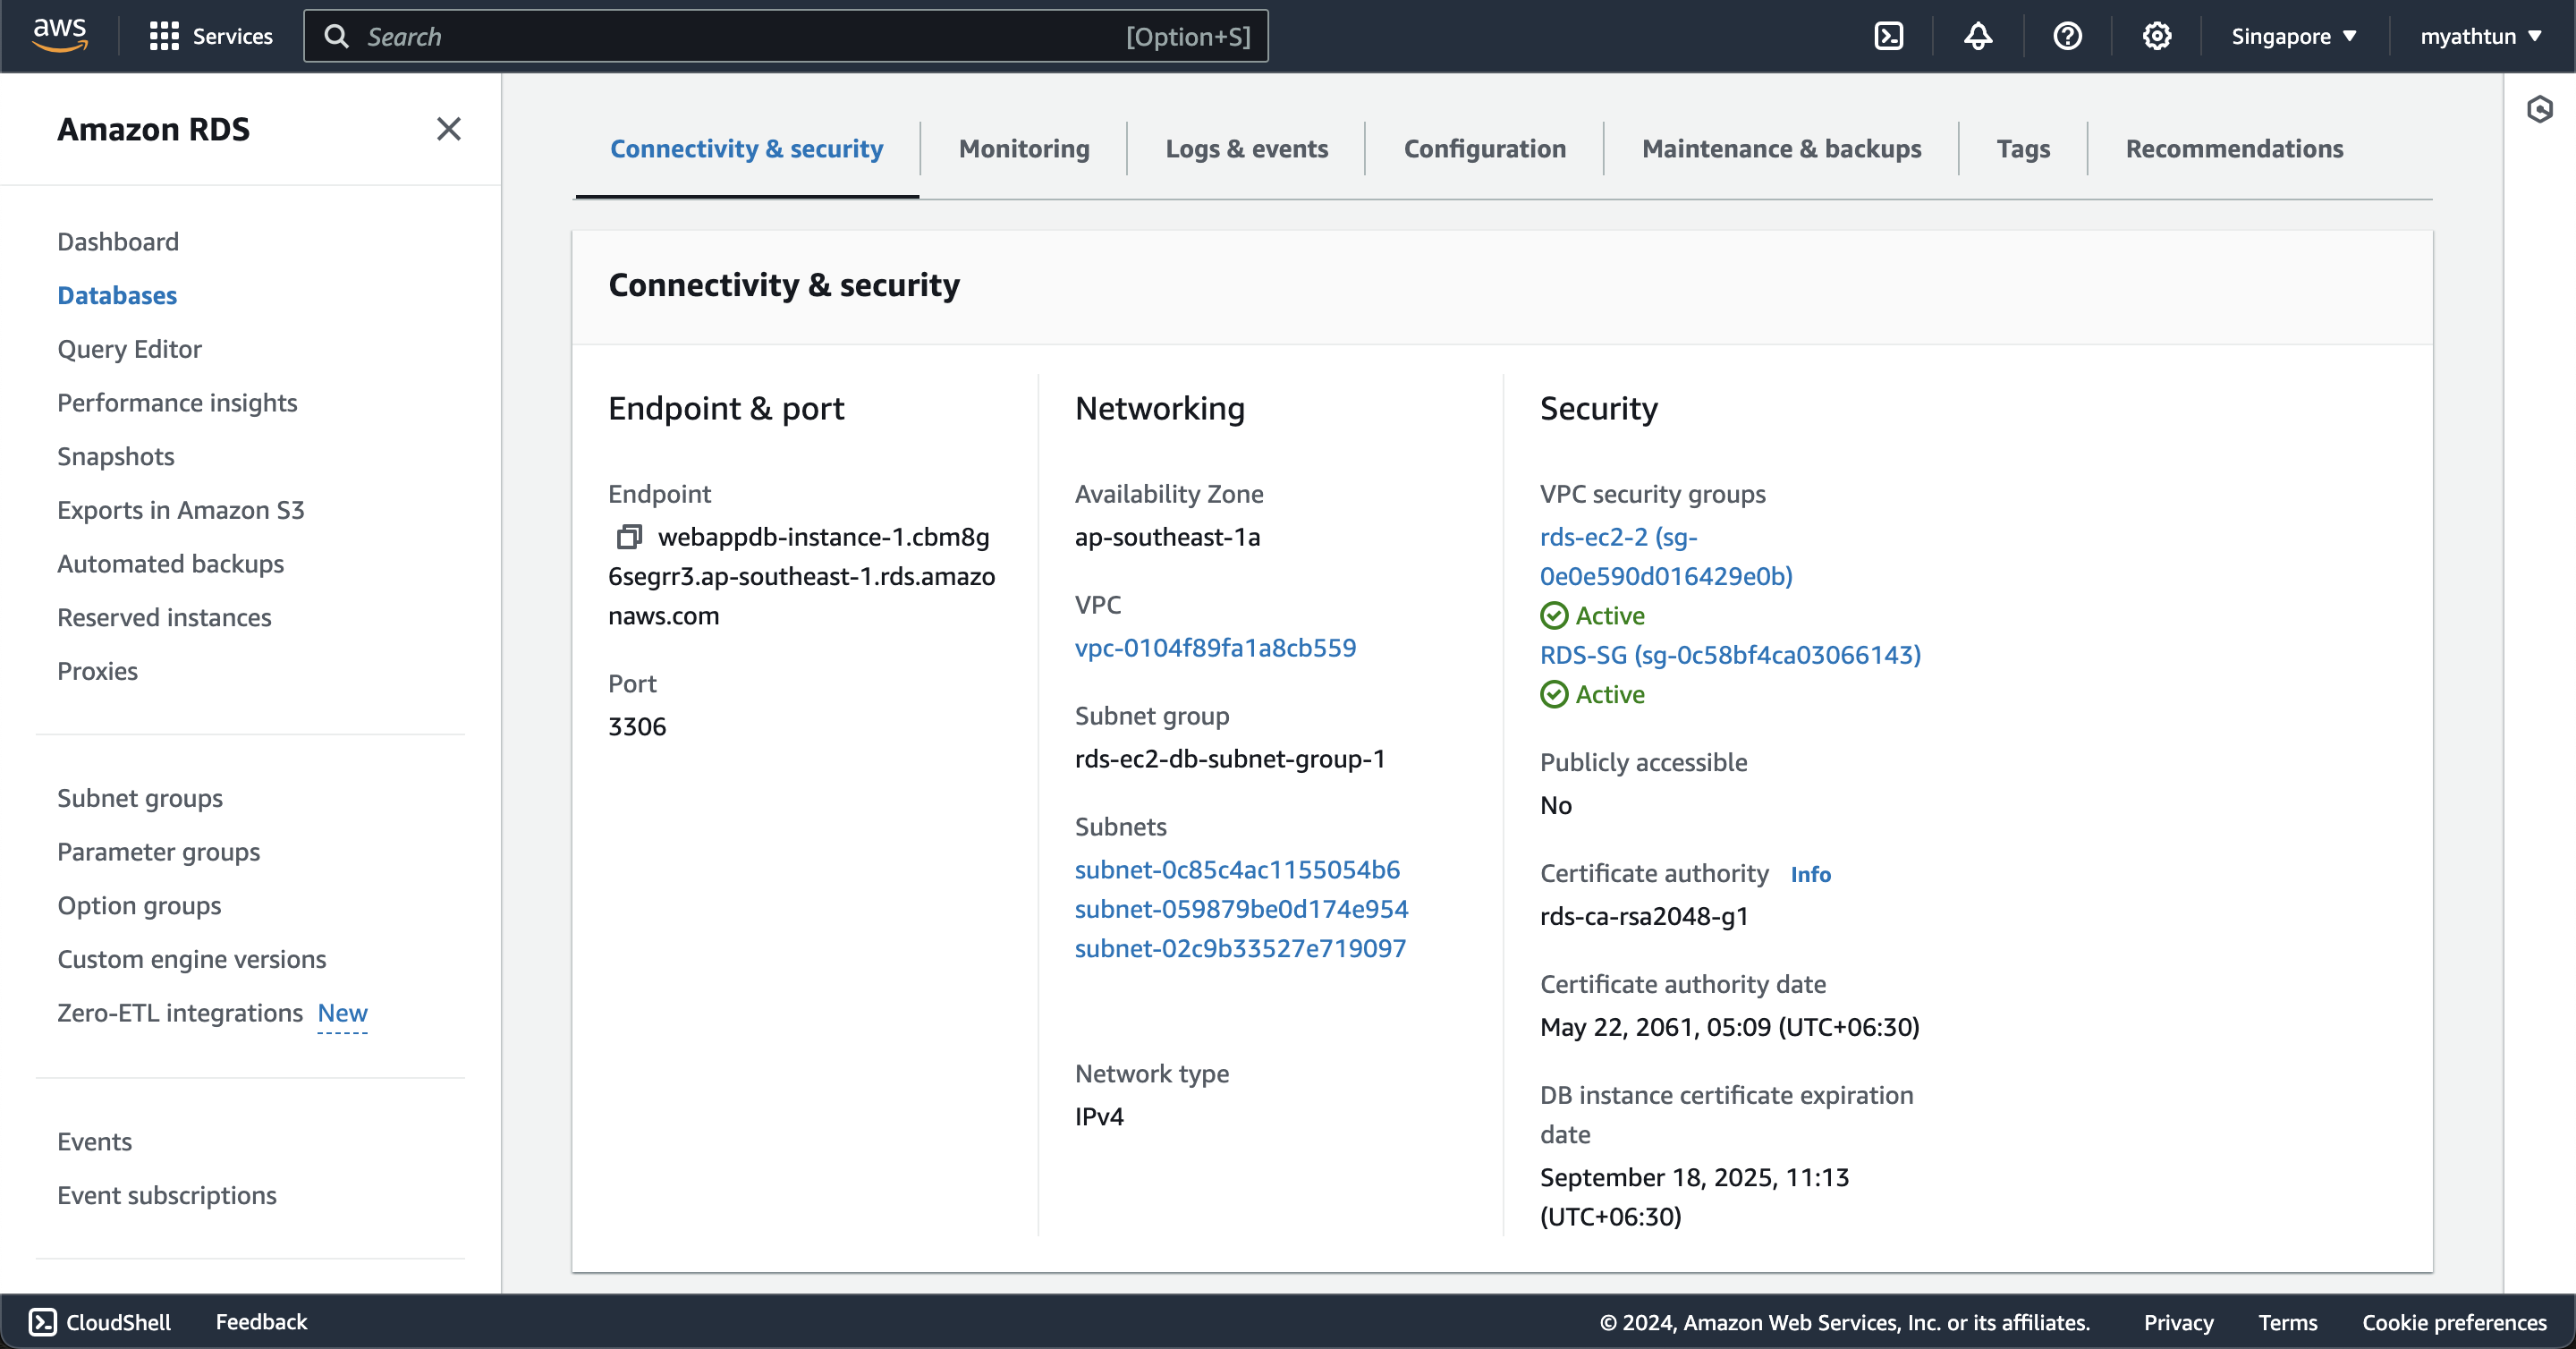 aws
Services
Search
[Option+S]
Singapore
myathtun
Amazon RDS
Dashboard
Databases
Query Editor
Performance insights
Snapshots
Exports in Amazon S3
Automated backups
Reserved instances
Proxies
Subnet groups
Parameter groups
Option groups
Custom engine versions
Zero-ETL integrations New
Events
Event subscriptions
Connectivity & security
Monitoring
Logs & events
Configuration
Maintenance & backups
Tags
Recommendations
Connectivity & security
Endpoint & port
Endpoint
webappdb-instance-1.cbm8g
6segrr3.ap-southeast-1.rds.amazo
naws.com
Port
3306
Networking
Availability Zone
ap-southeast-1a
VPC
vpc-0104f89fa1a8cb559
Subnet group
rds-ec2-db-subnet-group-1
Subnets
subnet-0c85c4ac1155054b6
subnet-059879be0d174e954
subnet-02c9b33527e719097
Network type
IPv4
Security
VPC security groups
rds-ec2-2 (sg-
0e0e590d016429e0b)
Active
RDS-SG (sg-0c58bf4ca03066143)
Active
Publicly accessible
No
Certificate authority Info
rds-ca-rsa2048-g1
Certificate authority date
May 22, 2061, 05:09 (UTC+06:30)
DB instance certificate expiration
date
September 18, 2025, 11:13
(UTC+06:30)
CloudShell
Feedback
© 2024, Amazon Web Services, Inc. or its affiliates.
Privacy
Terms
Cookie preferences